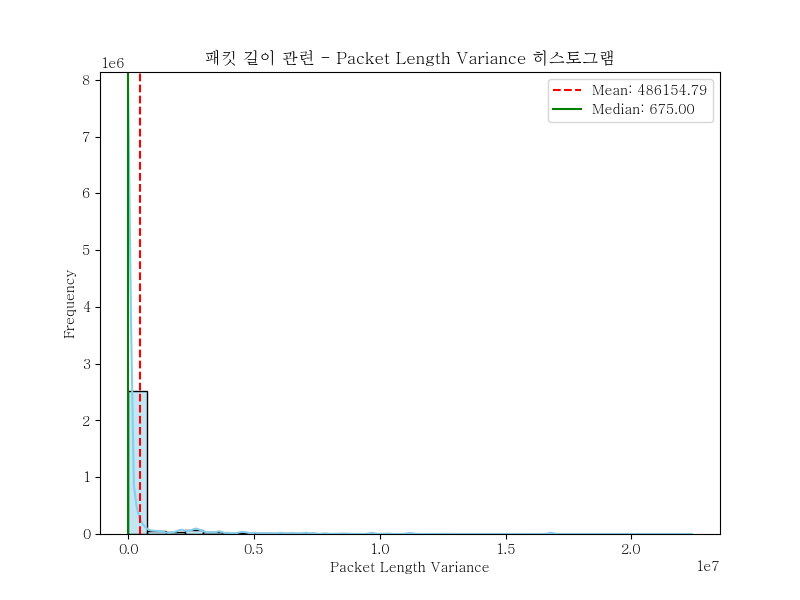 패킷 길이 관련 - Packet Length Variance 히스토그램
1e6
Mean: 486154.79
Median: 675.00
8
7
6
5
4
3
2
1
0
Frequency
0.0 0.5 1.0 1.5 2.0
1e7
Packet Length Variance